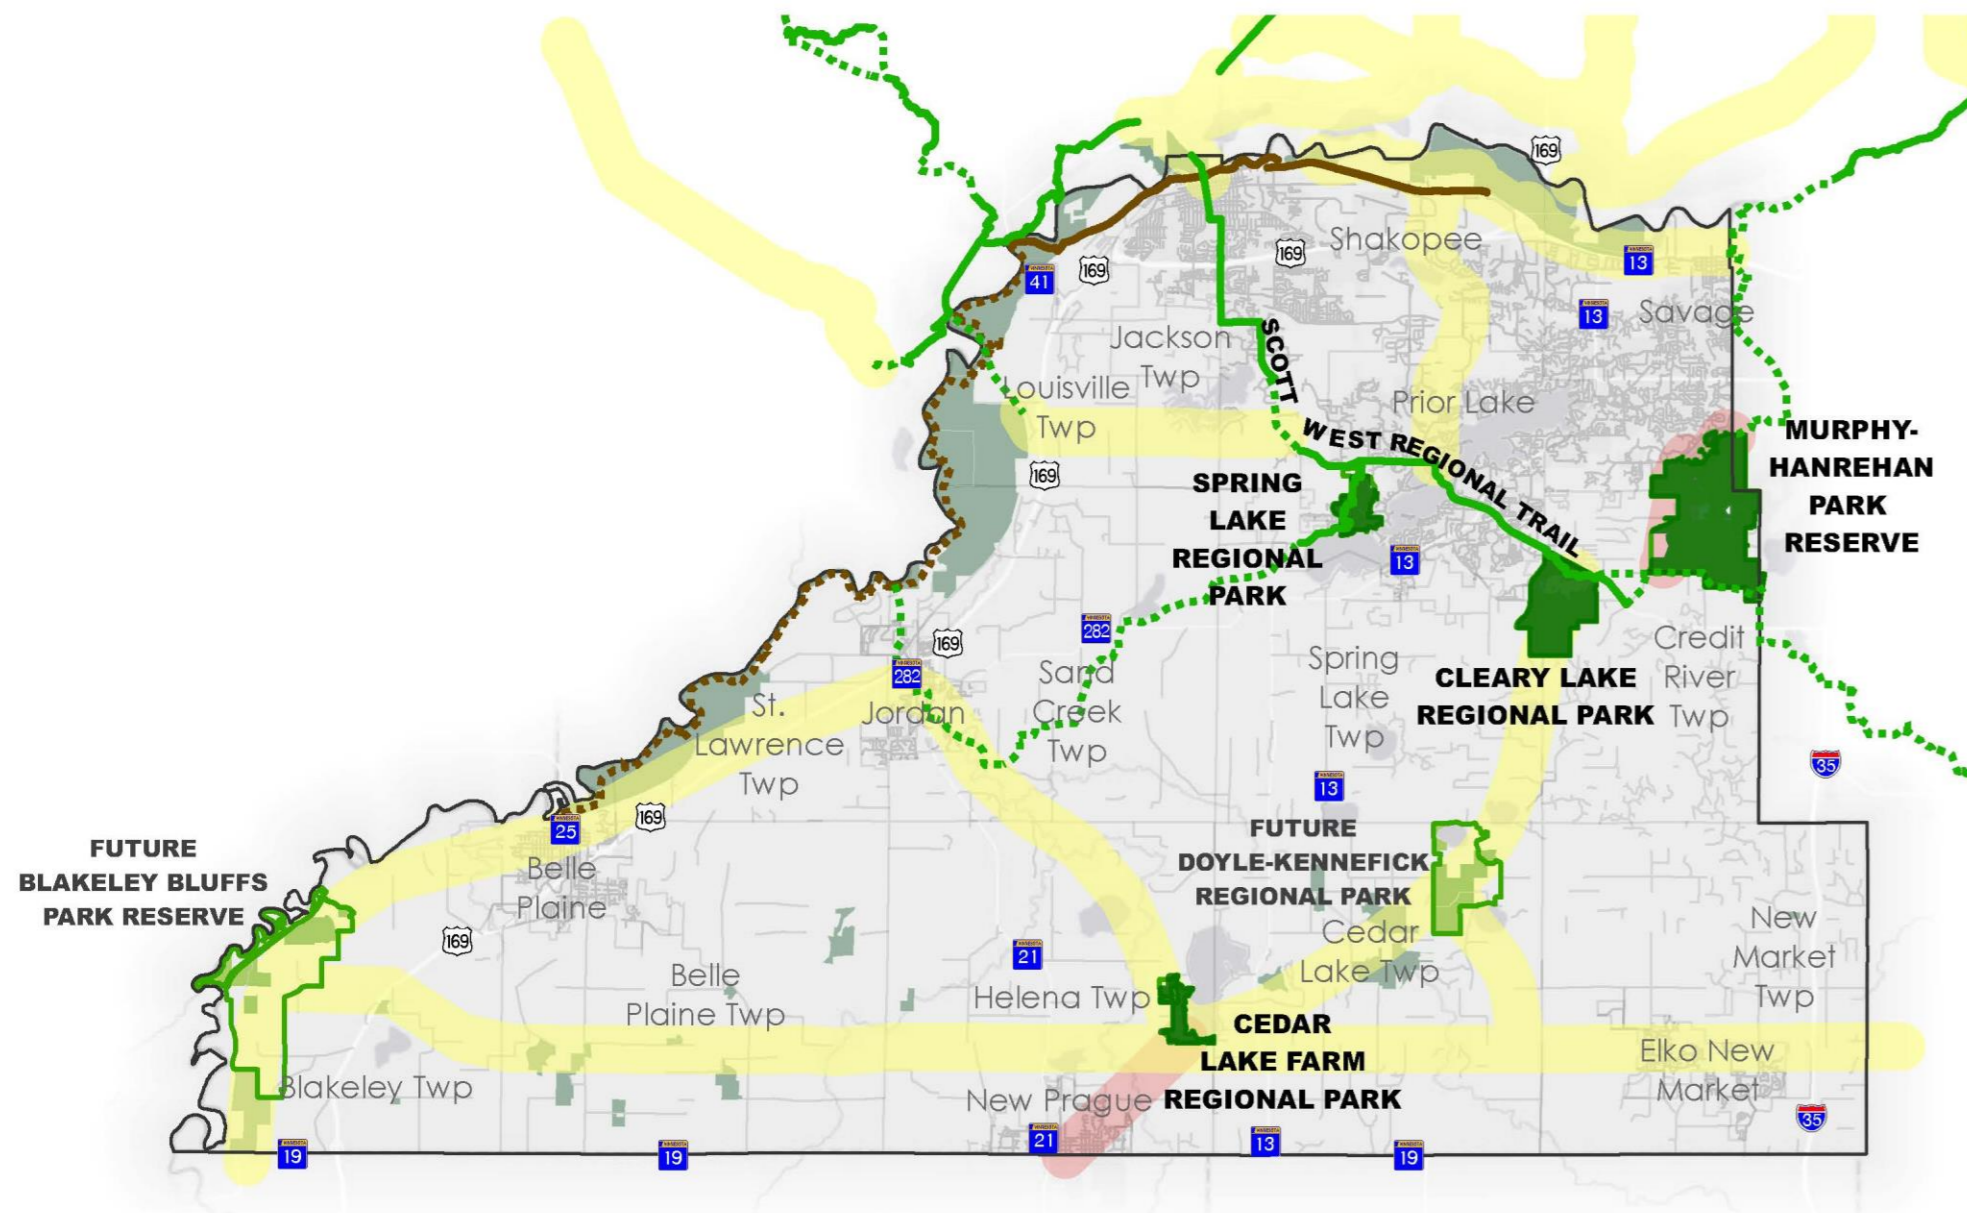 169
Shakopee
169
169
13
41
13
Savage
Jackson
Twp
SCOTT
Louisville
Twp
Prior Lake
WEST REGIONAL TRAIL
MURPHY-
HANREHAN
PARK
RESERVE
169
SPRING
LAKE
REGIONAL
PARK
13
282
169
282
Jordan
Sand
Creek
Twp
Spring
Lake
Twp
CLEARY LAKE
REGIONAL PARK
Credit
River
Twp
St.
Lawrence
Twp
35
13
169
25
Belle
Plaine
FUTURE
BLAKELEY BLUFFS
PARK RESERVE
FUTURE
DOYLE-KENNEFICK
REGIONAL PARK
169
Cedar
Lake Twp
New
Market
Twp
21
Belle
Plaine Twp
Helena Twp
CEDAR
LAKE FARM
REGIONAL PARK
Elko New
Market
Blakeley Twp
New Prague
35
19
19
21
13
19